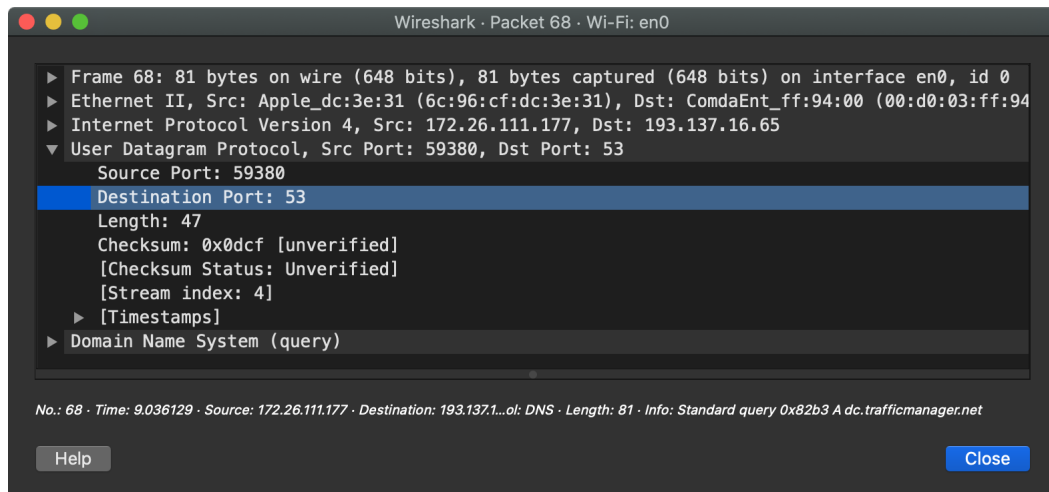 Wireshark · Packet 68 · Wi-Fi: en0
Frame 68: 81 bytes on wire (648 bits), 81 bytes captured (648 bits) on interface en0, id 0
Ethernet II, Src: Apple_dc:3e:31 (6c:96:cf:dc:3e:31), Dst: ComdaEnt_ff:94:00 (00:d0:03:ff:94
Internet Protocol Version 4, Src: 172.26.111.177, Dst: 193.137.16.65
User Datagram Protocol, Src Port: 59380, Dst Port: 53
Source Port: 59380
Destination Port: 53
Length: 47
Checksum: 0x0dcf [unverified]
[Checksum Status: Unverified]
[Stream index: 4]
[Timestamps]
Domain Name System (query)
No.: 68 · Time: 9.036129 · Source: 172.26.111.177 · Destination: 193.137.1...ol: DNS · Length: 81 · Info: Standard query 0x82b3 A dc.trafficmanager.net
Help
Close